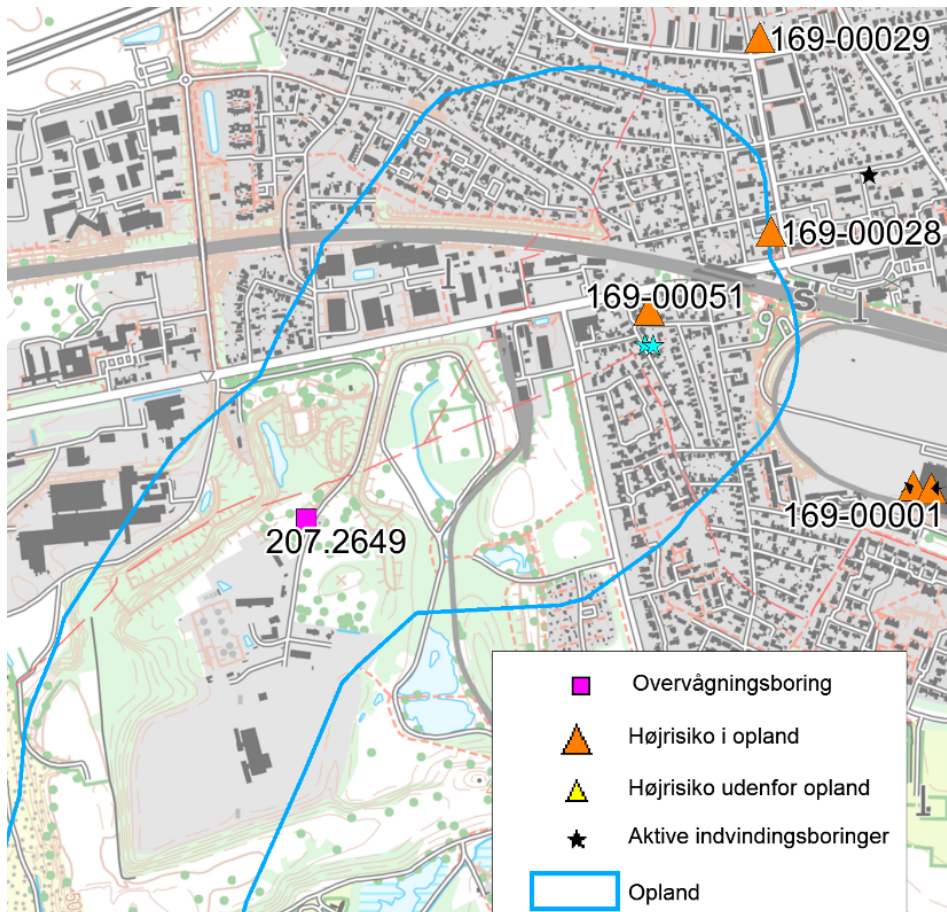 169-00029
169-00028
S
169-00051
169-00001
207.2649
Overvågningsboring
Højrisiko i opland
Højrisiko udenfor opland
Aktive indvindingsboringer
Opland